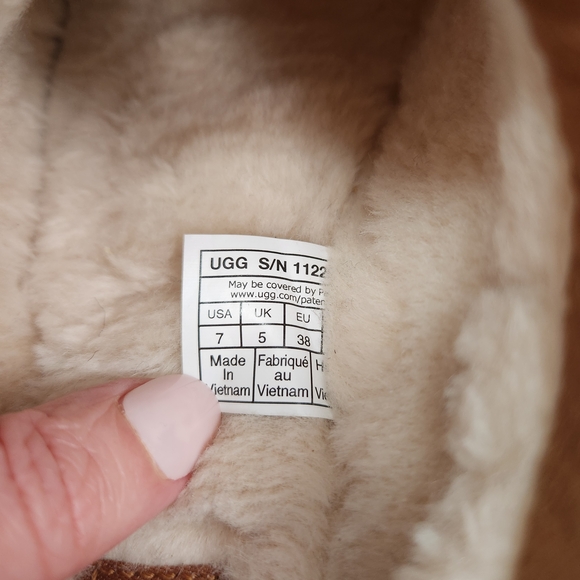 UGG S/N 1122
May be covered by
www.ugg.com/paten
USA UK EU
7 5 38
Made Fabriqué
In au
Vietnam Vietnam